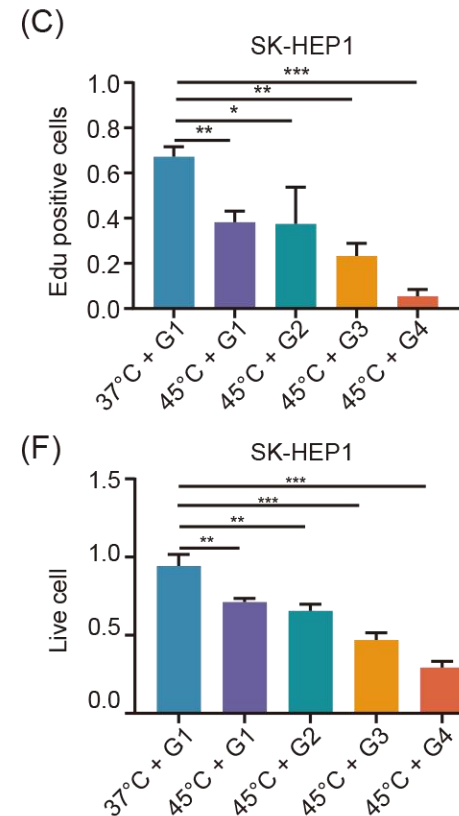 (C)
SK-HEP1
Edu positive cells
1.0
0.8
0.6
0.4
0.2
0.0
***
**
*
**
37°C + G1
45°C + G1
45°C + G2
45°C + G3
45°C + G4
(F)
SK-HEP1
Live cell
1.5
1.0
0.5
0.0
***
***
**
**
37°C + G1
45°C + G1
45°C + G2
45°C + G3
45°C + G4